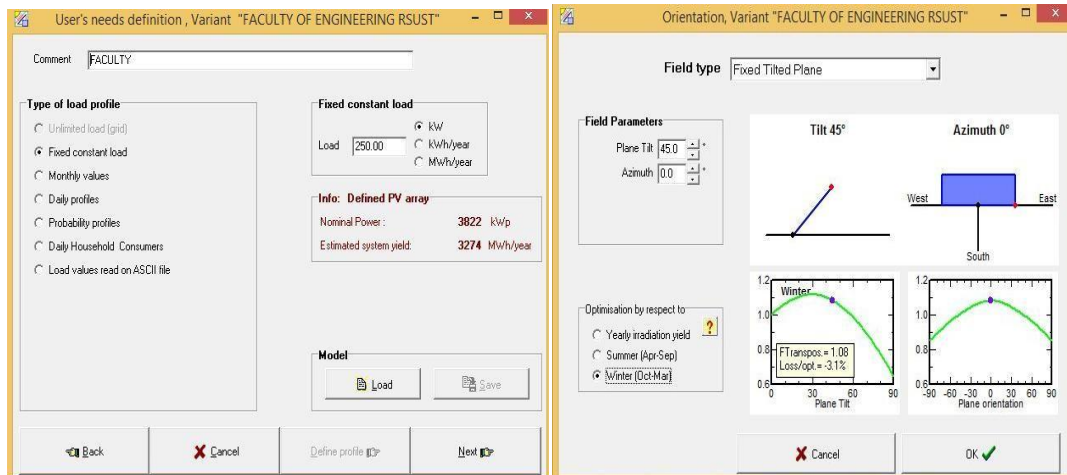 User's needs definition , Variant "FACULTY OF ENGINEERING RSUST"
Comment FACULTY
Type of load profile
Unlimited load (grid)
Fixed constant load
Monthly values
Daily profiles
Probability profiles
Daily Household Consumers
Load values read on ASCII file
Fixed constant load
Load 250.00
kW
kWh/year
MWh/year
Info: Defined PV array
Nominal Power : 3822 kWp
Estimated system yield: 3274 MWh/year
Model
Load
Save
Back
Cancel
Define profile
Next
Orientation, Variant "FACULTY OF ENGINEERING RSUST"
Field type Fixed Tilted Plane
Field Parameters
Plane Tilt 45.0 °
Azimuth 0.0 °
Tilt 45°
Azimuth 0°
West
East
South
Optimisation by respect to
?
Yearly irradiation yield
Summer (Apr-Sep)
Winter (Oct-Mar)
1.2
1.0
0.8
0.6
Winter
FTranspos.= 1.08
Loss/opt.= -3.1%
0 30 60 90
Plane Tilt
1.2
1.0
0.8
0.6
-90 -60 -30 0 30 60 90
Plane orientation
Cancel
OK